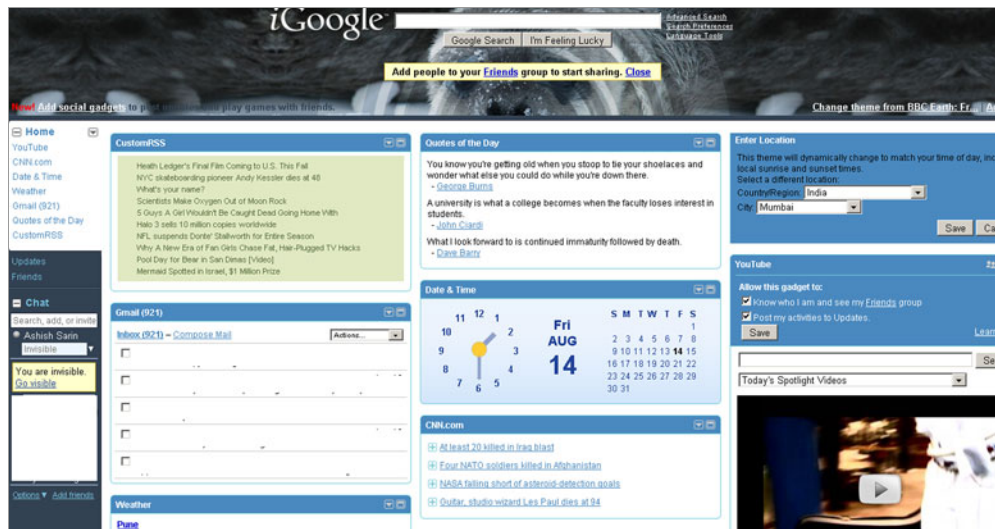 iGoogle
Advanced Search
Search Preferences
Language Tools
Google Search
I'm Feeling Lucky
Add people to your Friends group to start sharing. Close
New! Add social gadgets to post and play games with friends.
Change theme from BBC Earth: Fr... |
Home
YouTube
CNN.com
Date & Time
Weather
Gmail (921)
Quotes of the Day
CustomRSS
Updates
Friends
Chat
Search, add, or invite
Ashish Sarin
Invisible
You are invisible.
Go visible
Options Add friends
CustomRSS
Heath Ledger's Final Film Coming to U.S. This Fall
NYC skateboarding pioneer Andy Kessler dies at 48
What's your name?
Scientists Make Oxygen Out of Moon Rock
5 Guys A Girl Wouldn't Be Caught Dead Going Home With
Halo 3 sells 10 million copies worldwide
NFL suspends Donte' Stallworth for Entire Season
Why A New Era of Fan Girls Chase Fat, Hair-Plugged TV Hacks
Pool Day for Bear in San Dimas [Video]
Mermaid Spotted in Israel, $1 Million Prize
Gmail (921)
Inbox (921) – Compose Mail
Actions...
Weather
Pune
Quotes of the Day
You know you're getting old when you stoop to tie your shoelaces and
wonder what else you could do while you're down there.
- George Burns
A university is what a college becomes when the faculty loses interest in
students.
- John Ciardi
What I look forward to is continued immaturity followed by death.
- Dave Barry
Date & Time
12
11 1
10 2
9 3
8 4
7 5
6
Fri
AUG
14
S M T W T F S
1
2 3 4 5 6 7 8
9 10 11 12 13 14 15
16 17 18 19 20 21 22
23 24 25 26 27 28 29
30 31
CNN.com
At least 20 killed in Iraq blast
Four NATO soldiers killed in Afghanistan
NASA falling short of asteroid-detection goals
Guitar, studio wizard Les Paul dies at 94
Enter Location
This theme will dynamically change to match your time of day, inc
local sunrise and sunset times.
Select a different location:
Country/Region: India
City: Mumbai
Save Ca
YouTube
Allow this gadget to:
Know who I am and see my Friends group
Post my activities to Updates.
Save
Learn
Se
Today's Spotlight Videos